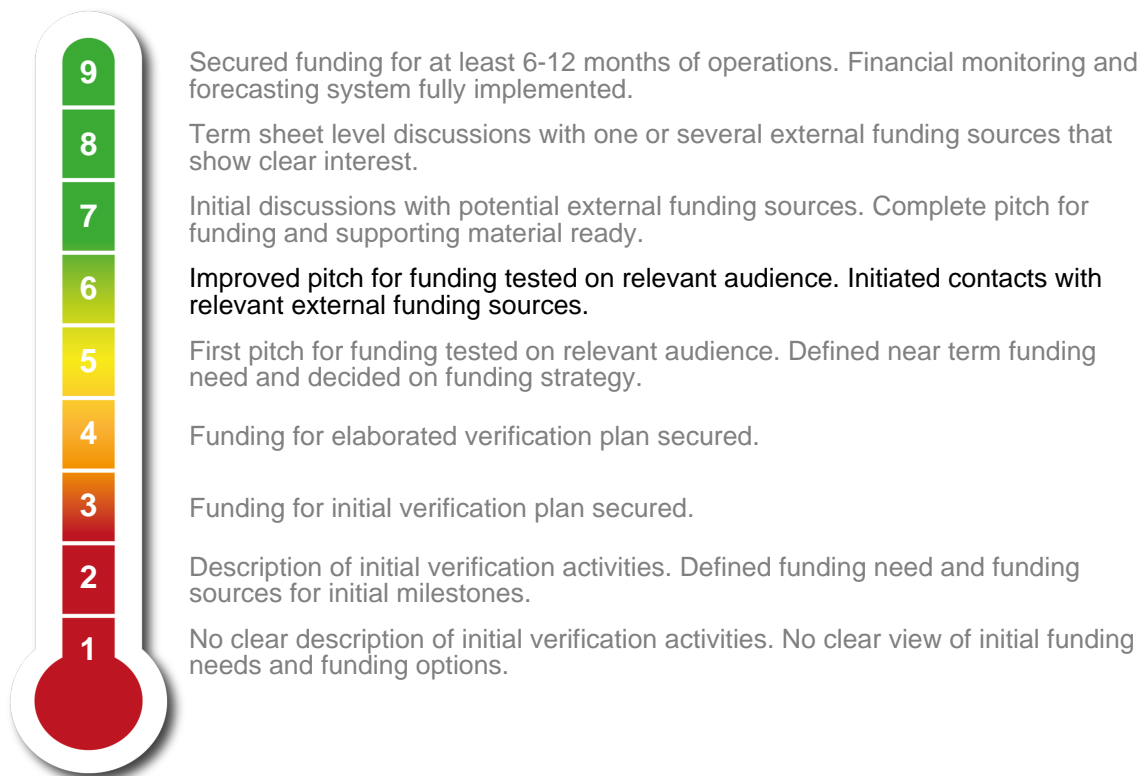 9
Secured funding for at least 6-12 months of operations. Financial monitoring and
forecasting system fully implemented.
8
Term sheet level discussions with one or several external funding sources that
show clear interest.
7
Initial discussions with potential external funding sources. Complete pitch for
funding and supporting material ready.
6
Improved pitch for funding tested on relevant audience. Initiated contacts with
relevant external funding sources.
5
First pitch for funding tested on relevant audience. Defined near term funding
need and decided on funding strategy.
4
Funding for elaborated verification plan secured.
3
Funding for initial verification plan secured.
2
Description of initial verification activities. Defined funding need and funding
sources for initial milestones.
1
No clear description of initial verification activities. No clear view of initial funding
needs and funding options.